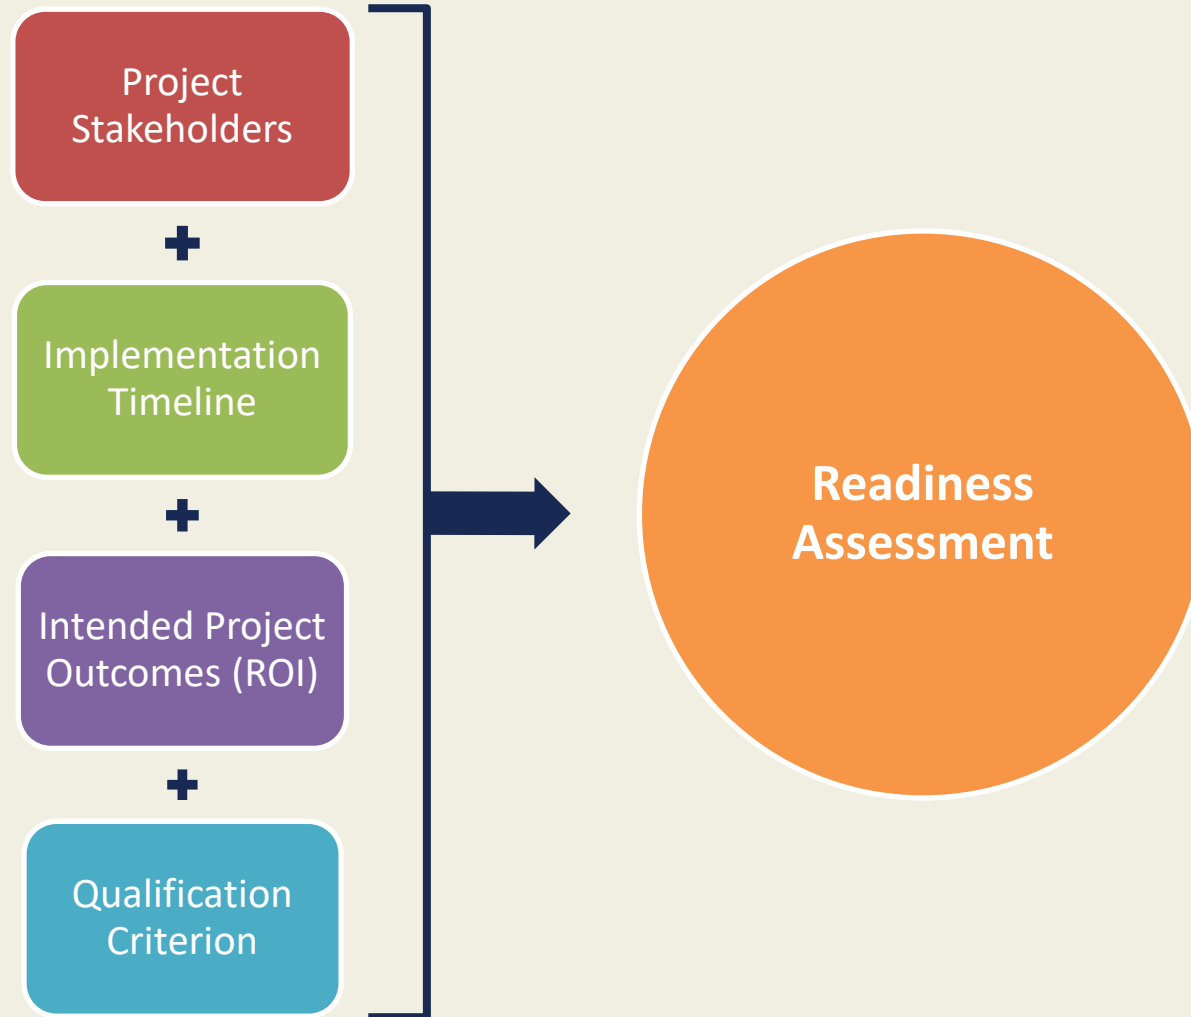 Project
Stakeholders
Implementation
Timeline
Intended Project
Outcomes (ROI)
Qualification
Criterion
Readiness
Assessment